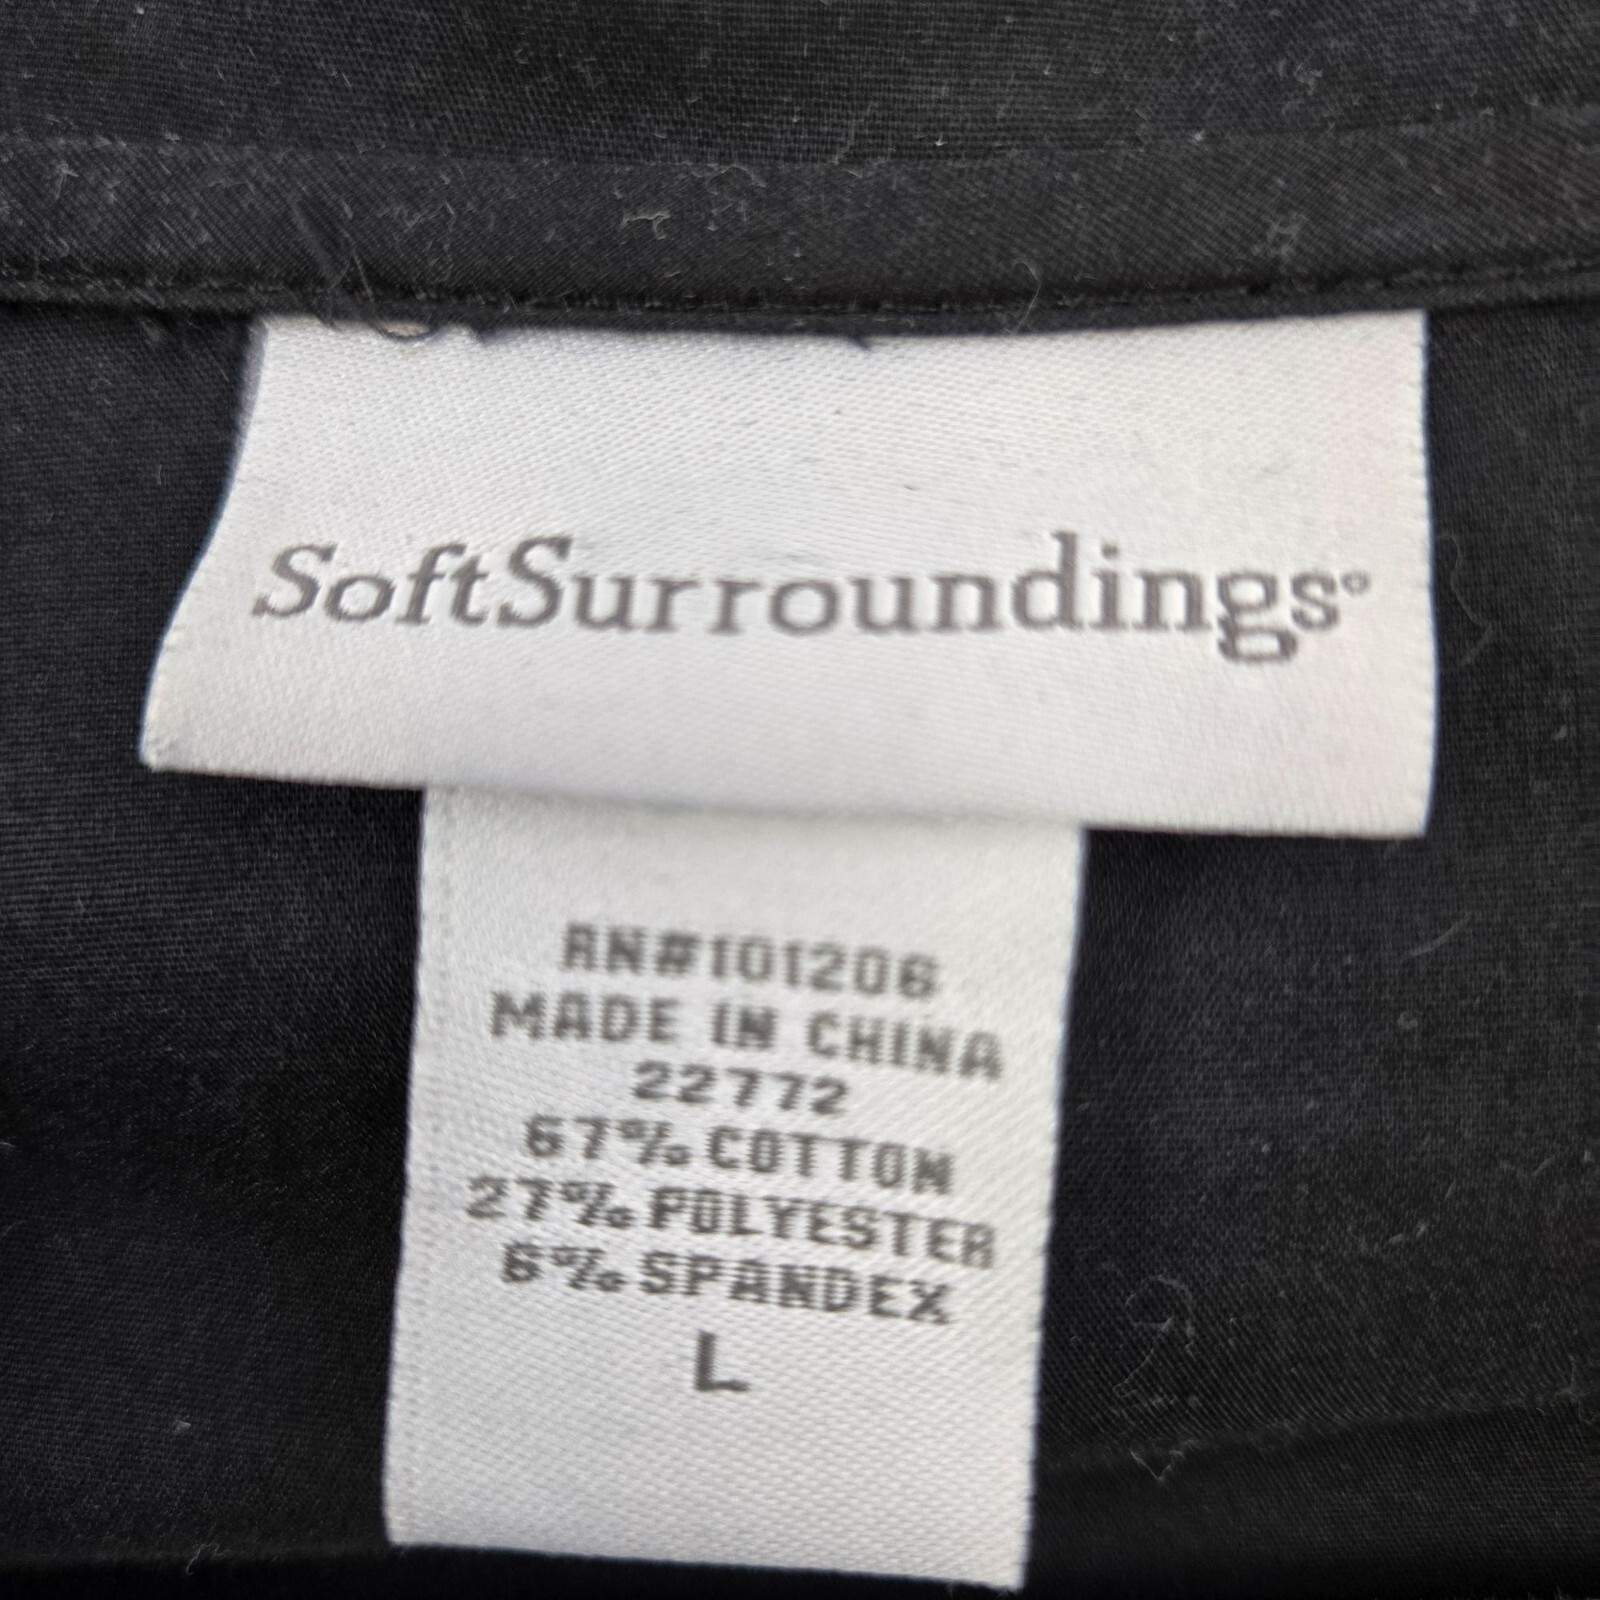 SoftSurroundings®
RN#101206
MADE IN CHINA
22772
67% COTTON
27% POLYESTER
6% SPANDEX
L